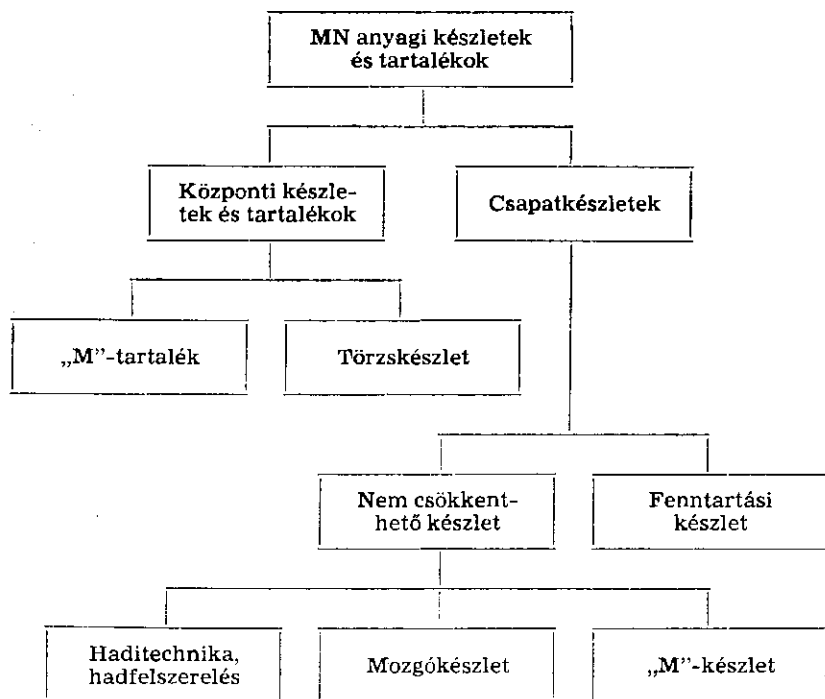 MN anyagi készletek
és tartalékok
Központi készle-
tek és tartalékok
Csapatkészletek
„M”-tartalék
Törzskészlet
Nem csökkent-
hető készlet
Fenntartási
készlet
Haditechnika,
hadfelszerelés
Mozgókészlet
„M”-készlet